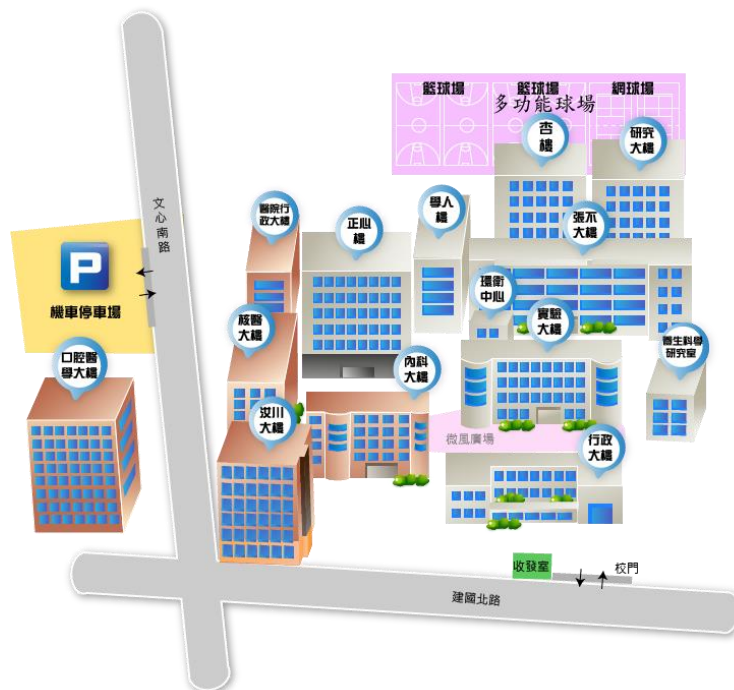 籃球場
籃球場
網球場
多功能球場
杏
樓
研究
大樓
文心南路
醫院行
政大樓
正心
樓
學人
樓
張不
大樓
P
機車停車場
環衛
中心
核醫
大樓
實驗
大樓
口腔醫
學大樓
內科
大樓
養生科學
研究室
汶川
大樓
微風廣場
行政
大樓
收發室
校門
建國北路